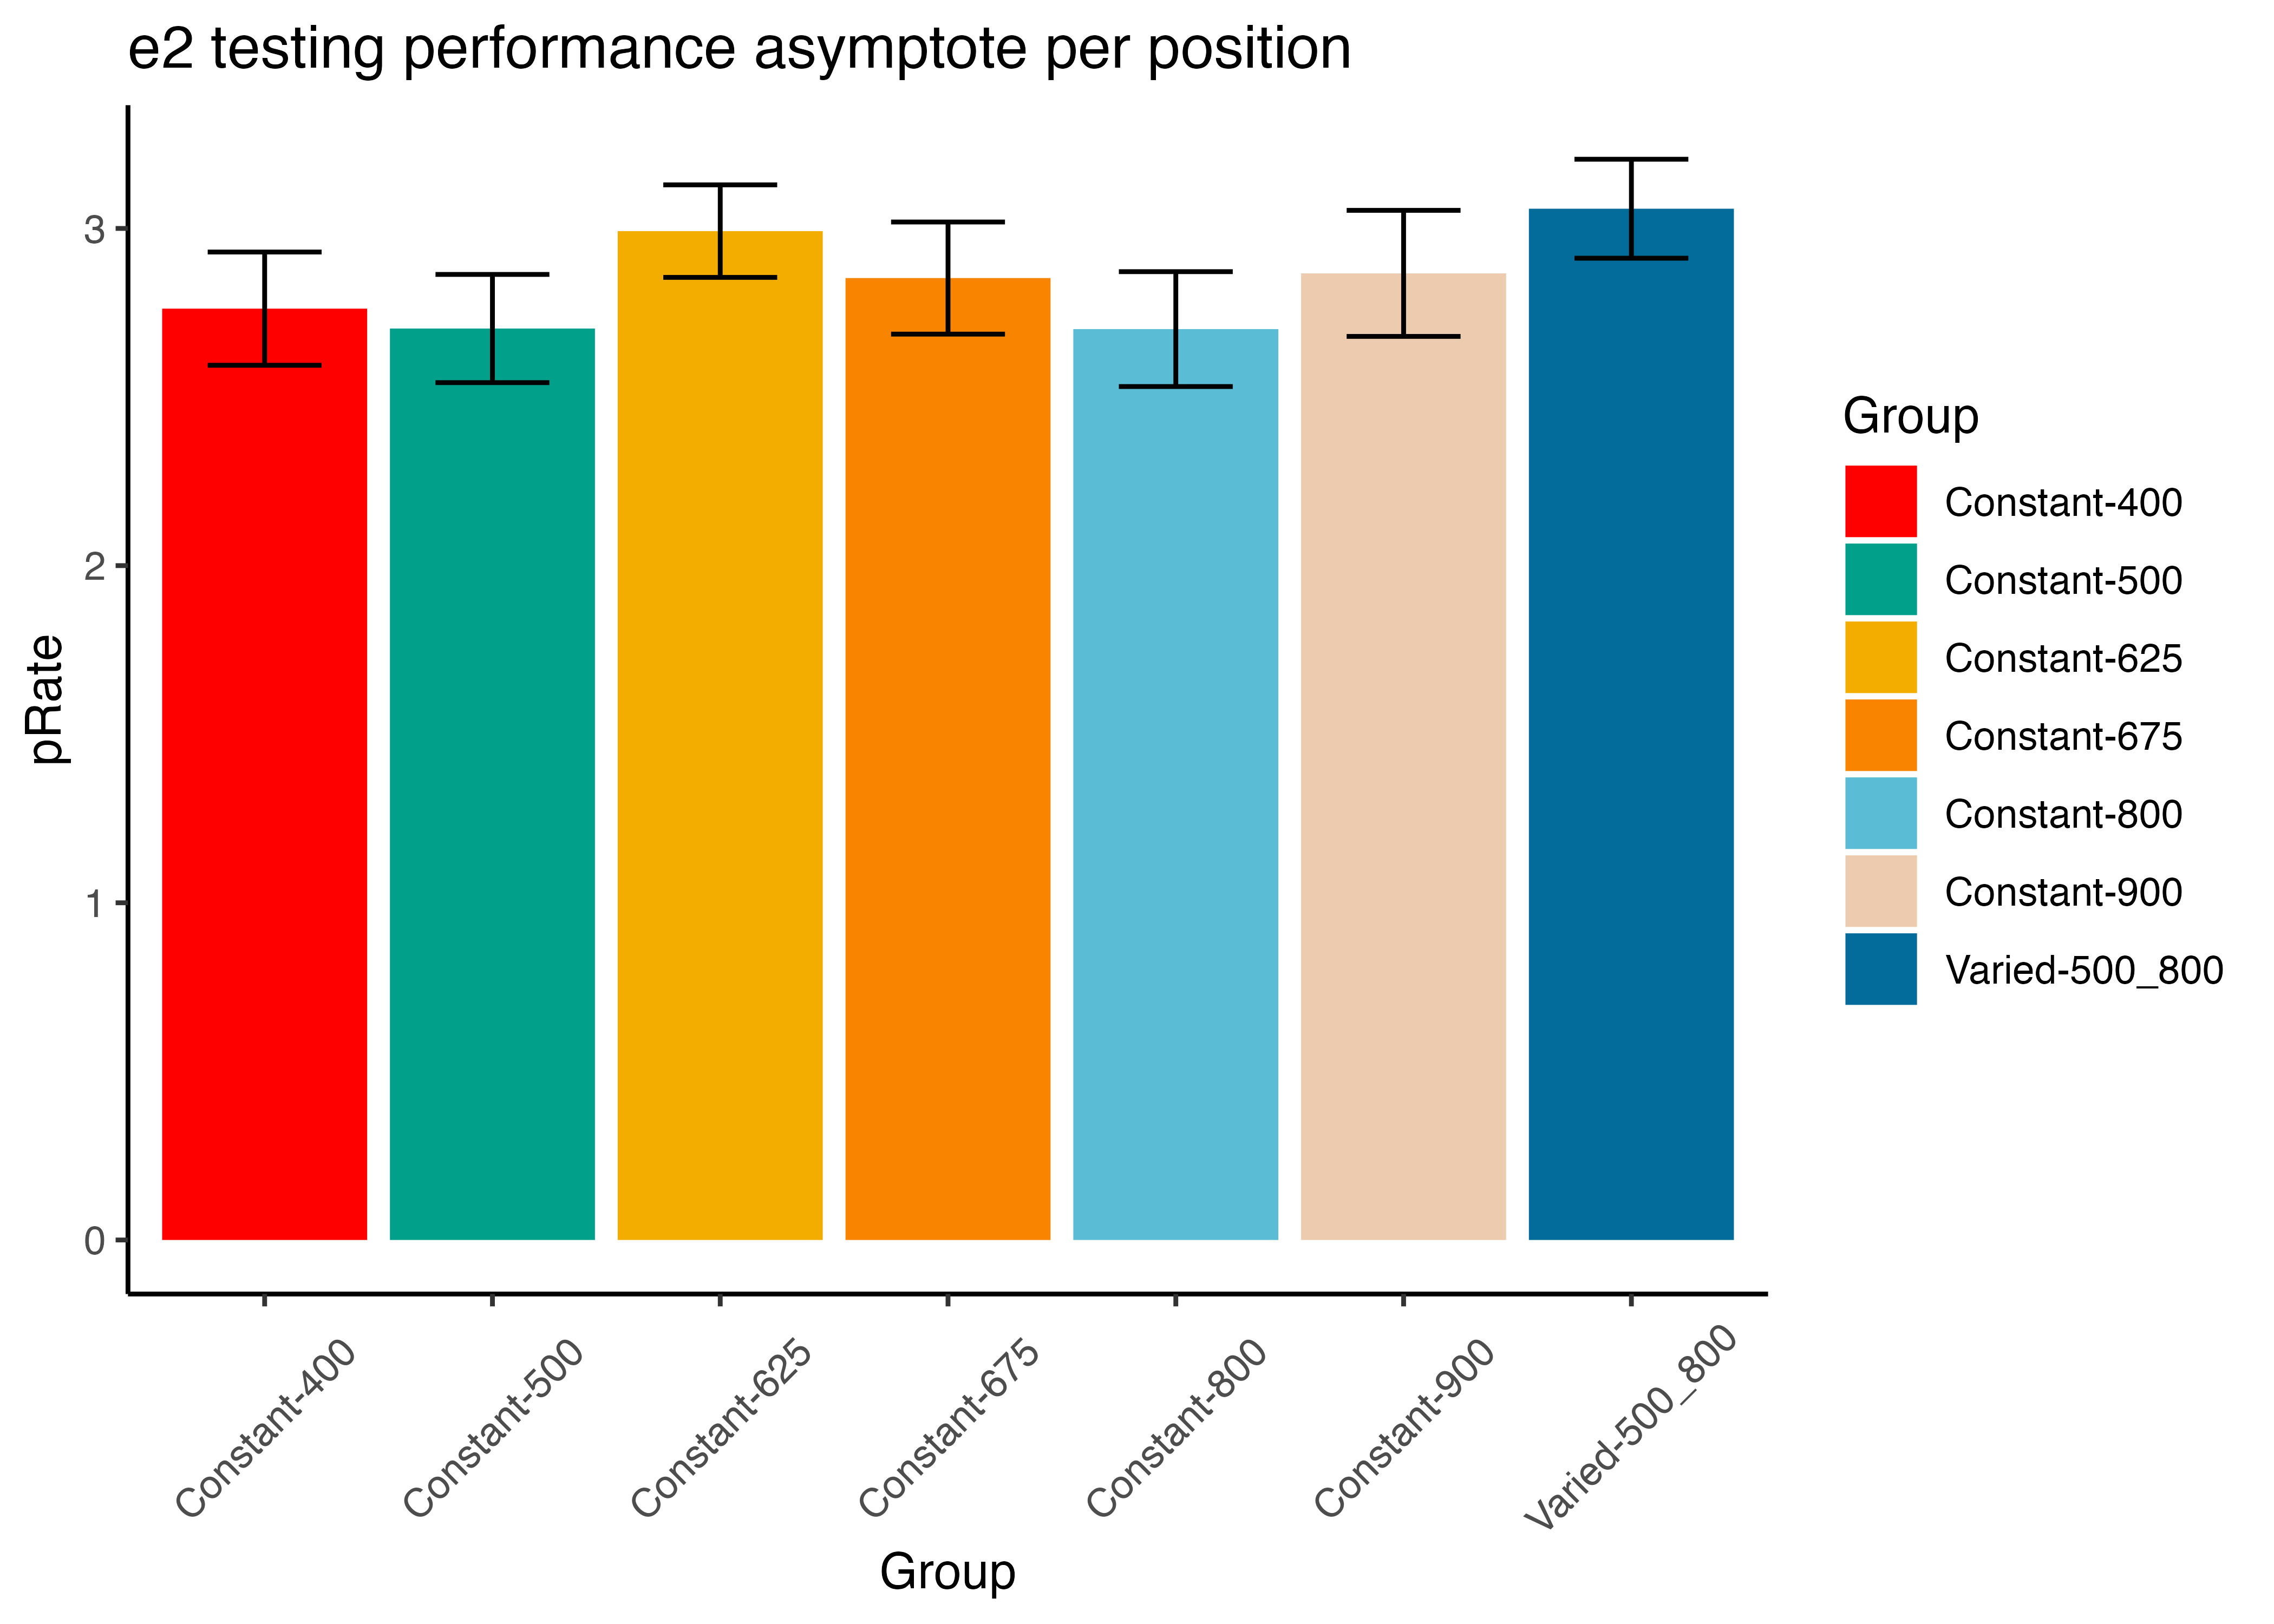 e2 testing performance asymptote per position
pRate
3
2
1
0
Constant-400
Constant-500
Constant-625
Constant-675
Constant-800
Constant-900
Varied-500_800
Group
Group
Constant-400
Constant-500
Constant-625
Constant-675
Constant-800
Constant-900
Varied-500_800